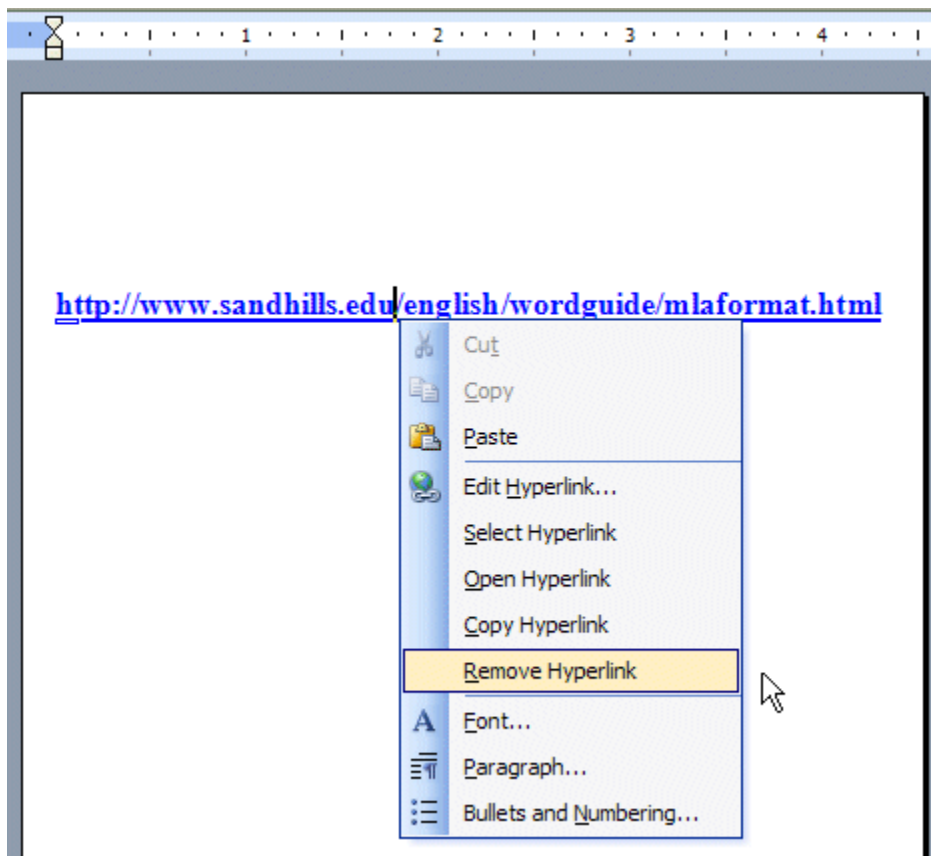 1 2 3 4
http://www.sandhills.edu/english/wordguide/mlaformat.html
Cut
Copy
Paste
Edit Hyperlink...
Select Hyperlink
Open Hyperlink
Copy Hyperlink
Remove Hyperlink
A Font...
Paragraph...
Bullets and Numbering...